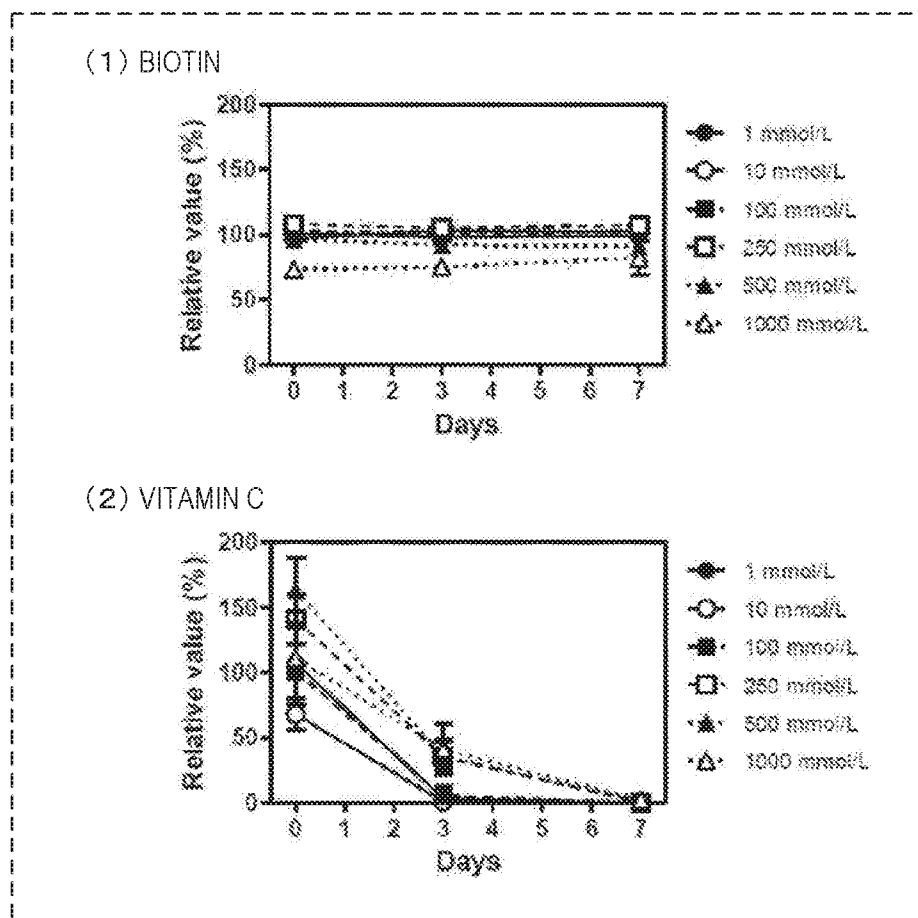 (1) BIOTIN
200
150
100
50
0
Relative value (%)
0 1 2 3 4 5 6 7
Days
1 mmol/L
10 mmol/L
100 mmol/L
250 mmol/L
500 mmol/L
1000 mmol/L
(2) VITAMIN C
200
150
100
50
0
Relative value (%)
0 1 2 3 4 5 6 7
Days
1 mmol/L
10 mmol/L
100 mmol/L
250 mmol/L
500 mmol/L
1000 mmol/L